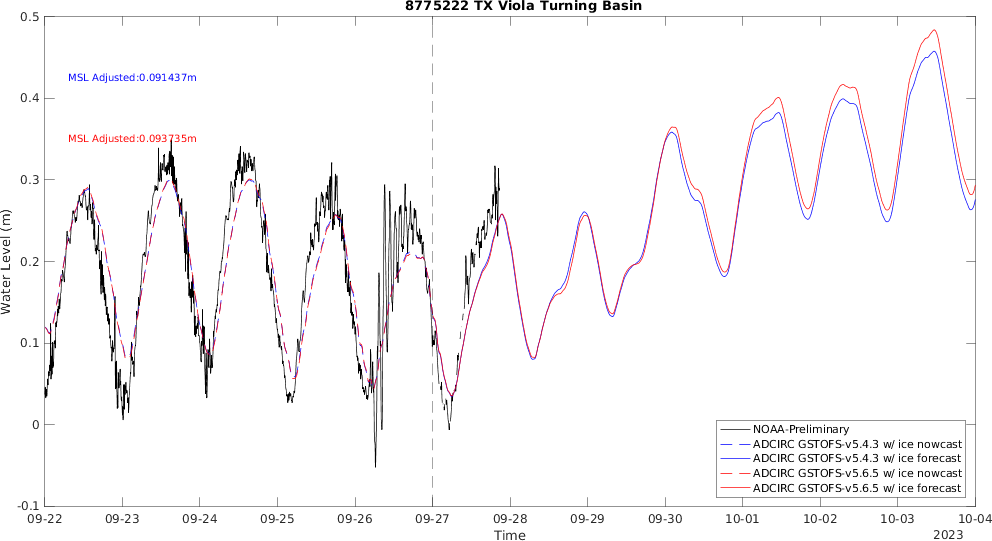 8775222 TX Viola Turning Basin
0.5
0.4
0.3
0.2
0.1
0
-0.1
Water Level (m)
MSL Adjusted:0.091437m
MSL Adjusted:0.093735m
NOAA-Preliminary
ADCIRC GSTOFS-v5.4.3 w/ ice nowcast
ADCIRC GSTOFS-v5.4.3 w/ ice forecast
ADCIRC GSTOFS-v5.6.5 w/ ice nowcast
ADCIRC GSTOFS-v5.6.5 w/ ice forecast
09-22 09-23 09-24 09-25 09-26 09-27 09-28 09-29 09-30 10-01 10-02 10-03 10-04
Time
2023